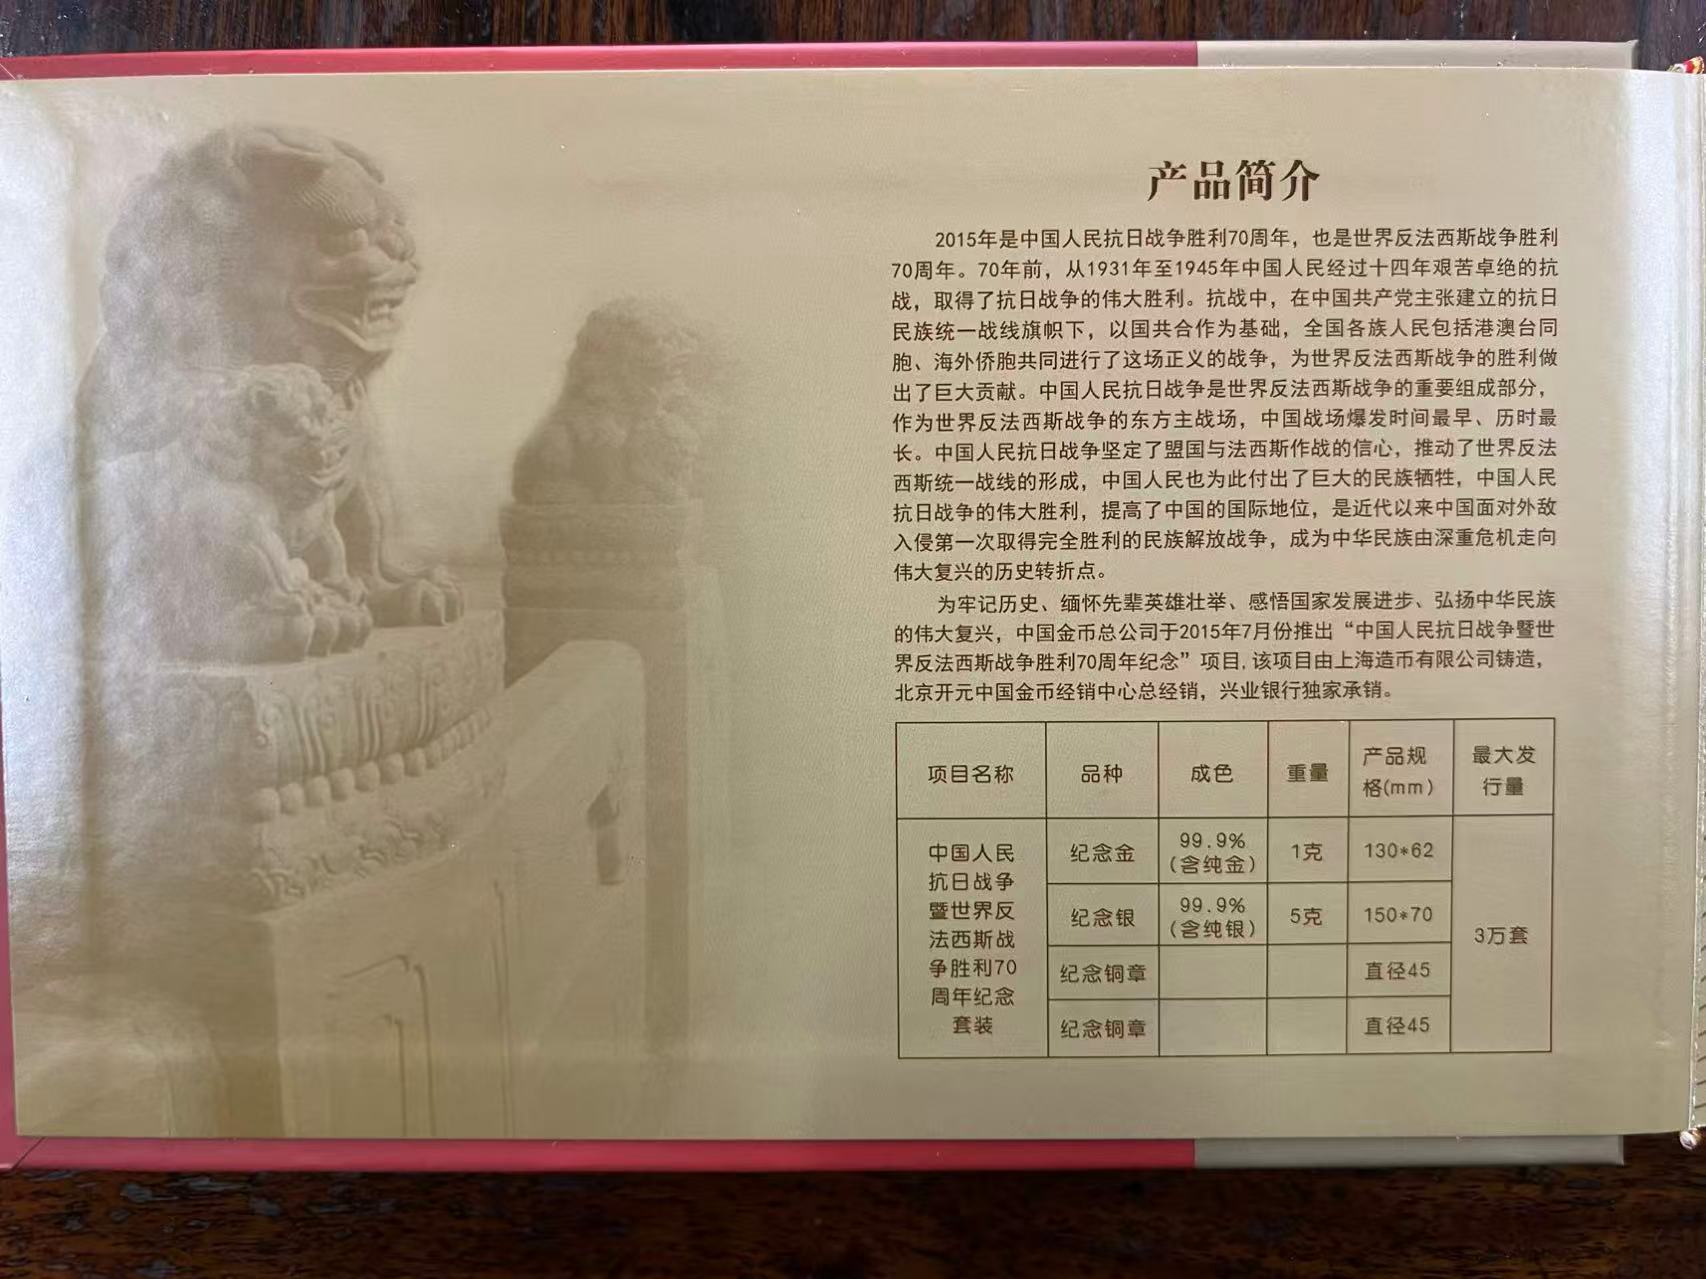 产品简介
2015年是中国人民抗日战争胜利70周年，也是世界反法西斯战争胜利
70周年。70年前，从1931年至1945年中国人民经过十四年艰苦卓绝的抗
战，取得了抗日战争的伟大胜利。抗战中，在中国共产党主张建立的抗日
民族统一战线旗帜下，以国共合作为基础，全国各族人民包括港澳台同
胞、海外侨胞共同进行了这场正义的战争，为世界反法西斯战争的胜利做
出了巨大贡献。中国人民抗日战争是世界反法西斯战争的重要组成部分，
作为世界反法西斯战争的东方主战场，中国战场爆发时间最早、历时最
长。中国人民抗日战争坚定了盟国与法西斯作战的信心，推动了世界反法
西斯统一战线的形成，中国人民也为此付出了巨大的民族牺牲，中国人民
抗日战争的伟大胜利，提高了中国的国际地位，是近代以来中国面对外敌
入侵第一次取得完全胜利的民族解放战争，成为中华民族由深重危机走向
伟大复兴的历史转折点。
为牢记历史、缅怀先辈英雄壮举、感悟国家发展进步、弘扬中华民族
的伟大复兴，中国金币总公司于2015年7月份推出“中国人民抗日战争暨世
界反法西斯战争胜利70周年纪念”项目,该项目由上海造币有限公司铸造，
北京开元中国金币经销中心总经销，兴业银行独家承销。
项目名称 品种 成色 重量 产品规
格(mm) 最大发
行量
中国人民
抗日战争
暨世界反
法西斯战
争胜利70
周年纪念
套装
纪念金 99.9%
(含纯金) 1克 130*62
纪念银 99.9%
(含纯银) 5克 150*70
纪念铜章 直径45
纪念铜章 直径45
3万套